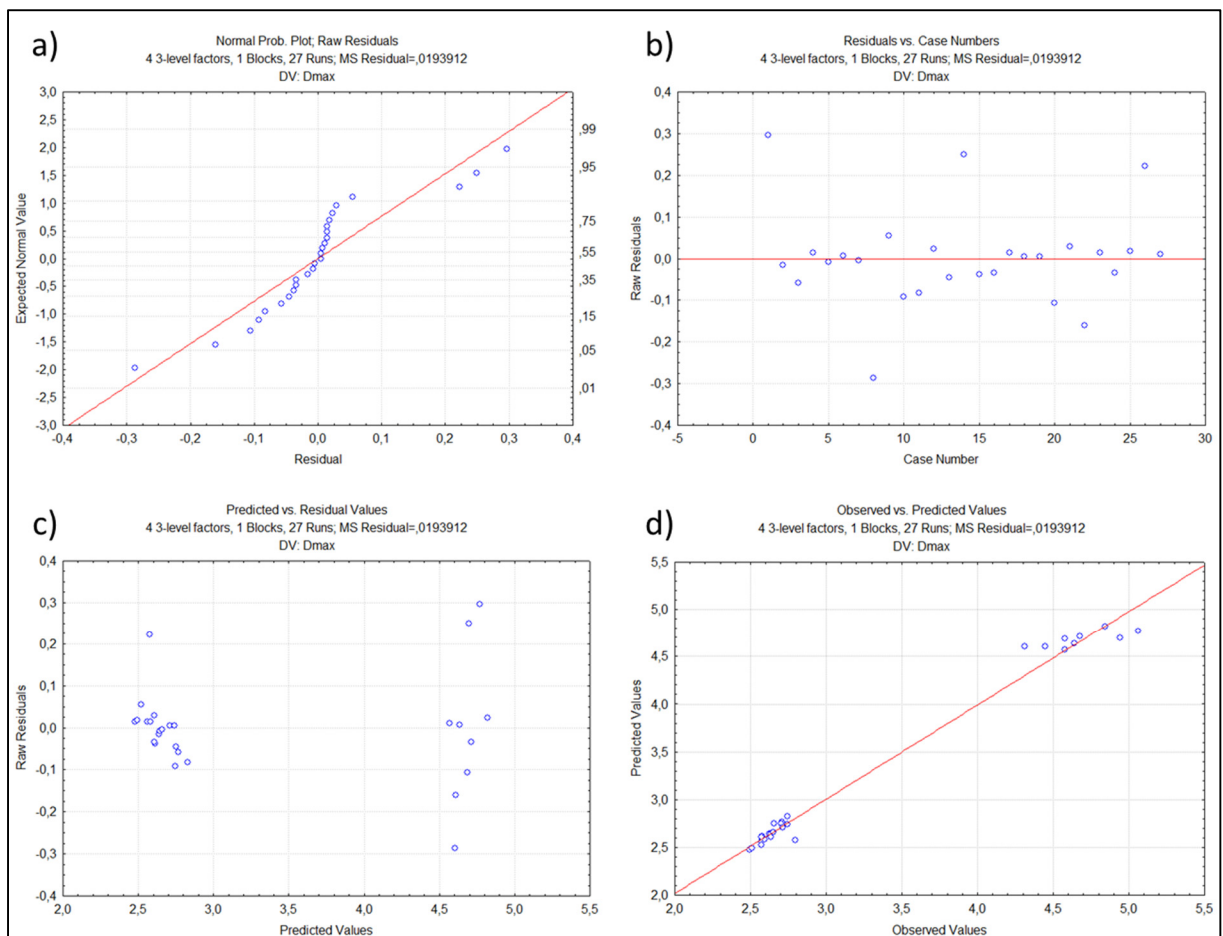 a)
Normal Prob. Plot; Raw Residuals
4 3-level factors, 1 Blocks, 27 Runs; MS Residual=,0193912
DV: Dmax
3,0
2,5
2,0
1,5
1,0
0,5
0,0
-0,5
-1,0
-1,5
-2,0
-2,5
-3,0
Expected Normal Value
,99
,95
,75
,55
,35
,15
,05
,01
-0,4 -0,3 -0,2 -0,1 0,0 0,1 0,2 0,3 0,4
Residual
b)
Residuals vs. Case Numbers
4 3-level factors, 1 Blocks, 27 Runs; MS Residual=,0193912
DV: Dmax
0,4
0,3
0,2
0,1
0,0
-0,1
-0,2
-0,3
-0,4
Raw Residuals
-5 0 5 10 15 20 25 30
Case Number
c)
Predicted vs. Residual Values
4 3-level factors, 1 Blocks, 27 Runs; MS Residual=,0193912
DV: Dmax
0,4
0,3
0,2
0,1
0,0
-0,1
-0,2
-0,3
-0,4
Raw Residuals
2,0 2,5 3,0 3,5 4,0 4,5 5,0 5,5
Predicted Values
d)
Observed vs. Predicted Values
4 3-level factors, 1 Blocks, 27 Runs; MS Residual=,0193912
DV: Dmax
5,5
5,0
4,5
4,0
3,5
3,0
2,5
2,0
Predicted Values
2,0 2,5 3,0 3,5 4,0 4,5 5,0 5,5
Observed Values